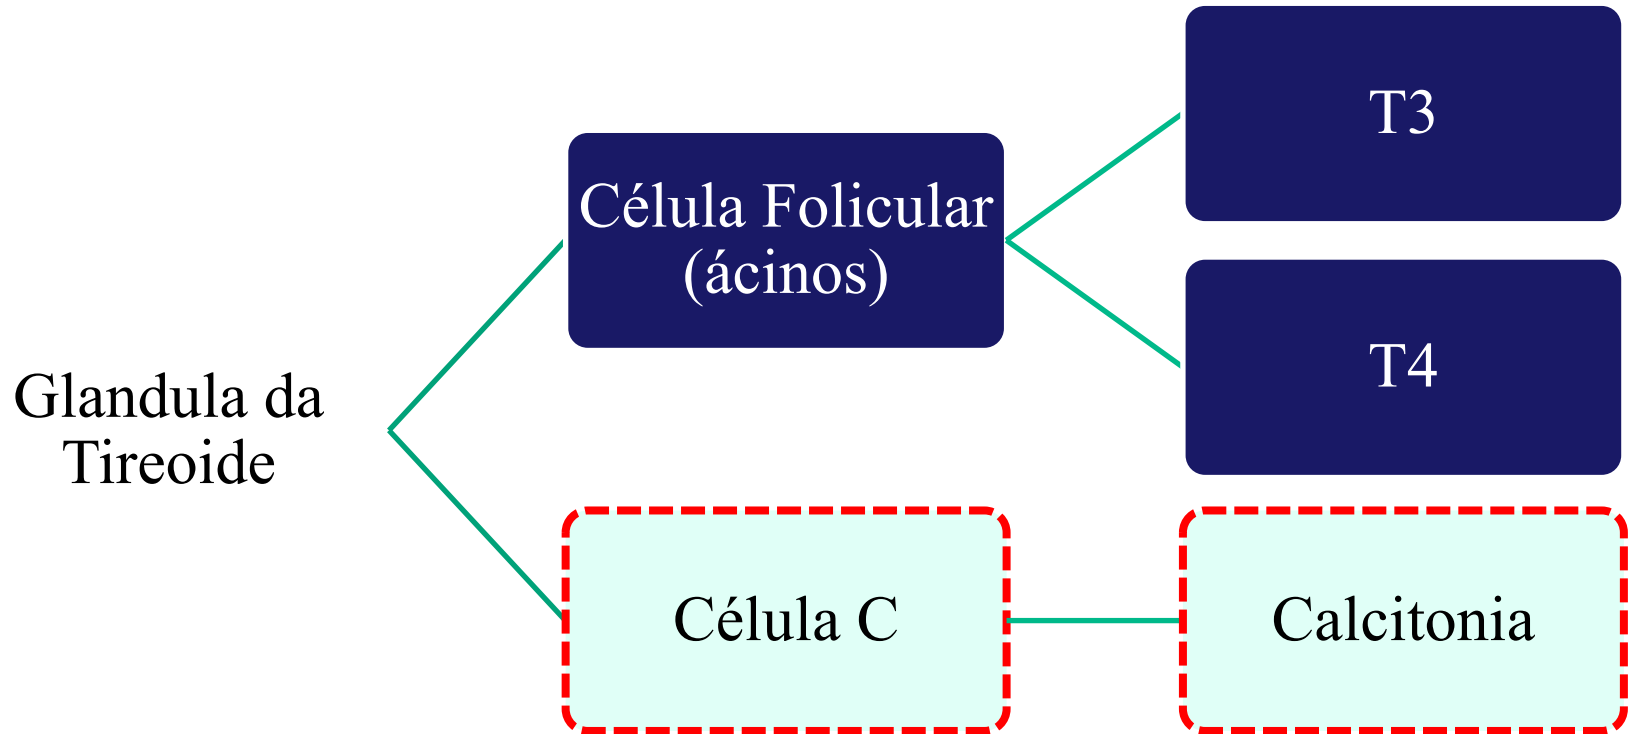 Glandula da
Tireoide
Célula Folicular
(ácinos)
T3
T4
Célula C
Calcitonia